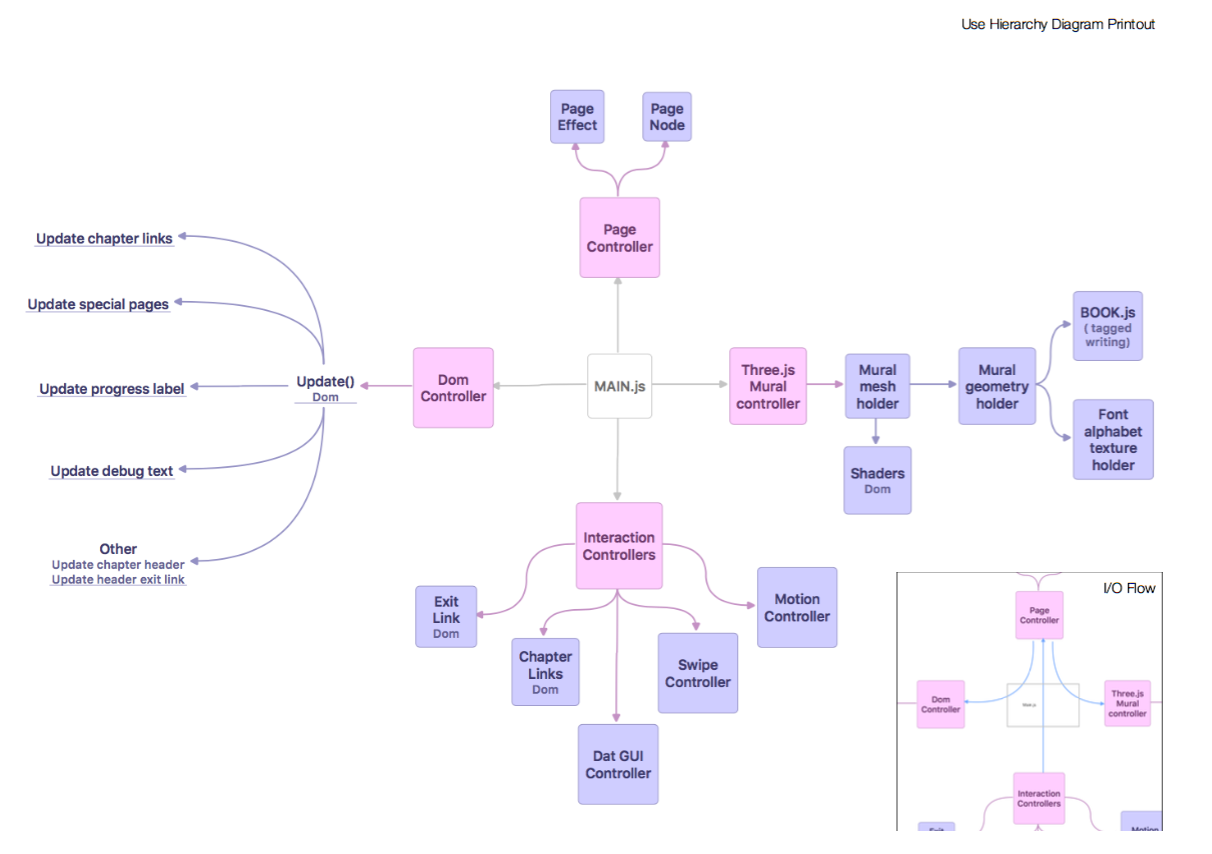 Use Hierarchy Diagram Printout
Page
Effect
Page
Node
Page
Controller
Update chapter links
Update special pages
Update progress label
Update debug text
Other
Update chapter header
Update header exit link
Update()
Dom
Dom
Controller
MAIN.js
Three.js
Mural
controller
Mural
mesh
holder
Mural
geometry
holder
BOOK.js
( tagged
writing)
Font
alphabet
texture
holder
Shaders
Dom
Interaction
Controllers
Exit
Link
Dom
Chapter
Links
Dom
Dat GUI
Controller
Swipe
Controller
Motion
Controller
I/O Flow
Page
Controller
Dom
Controller
Main.js
Three.js
Mural
controller
Interaction
Controllers
Exit
Motion